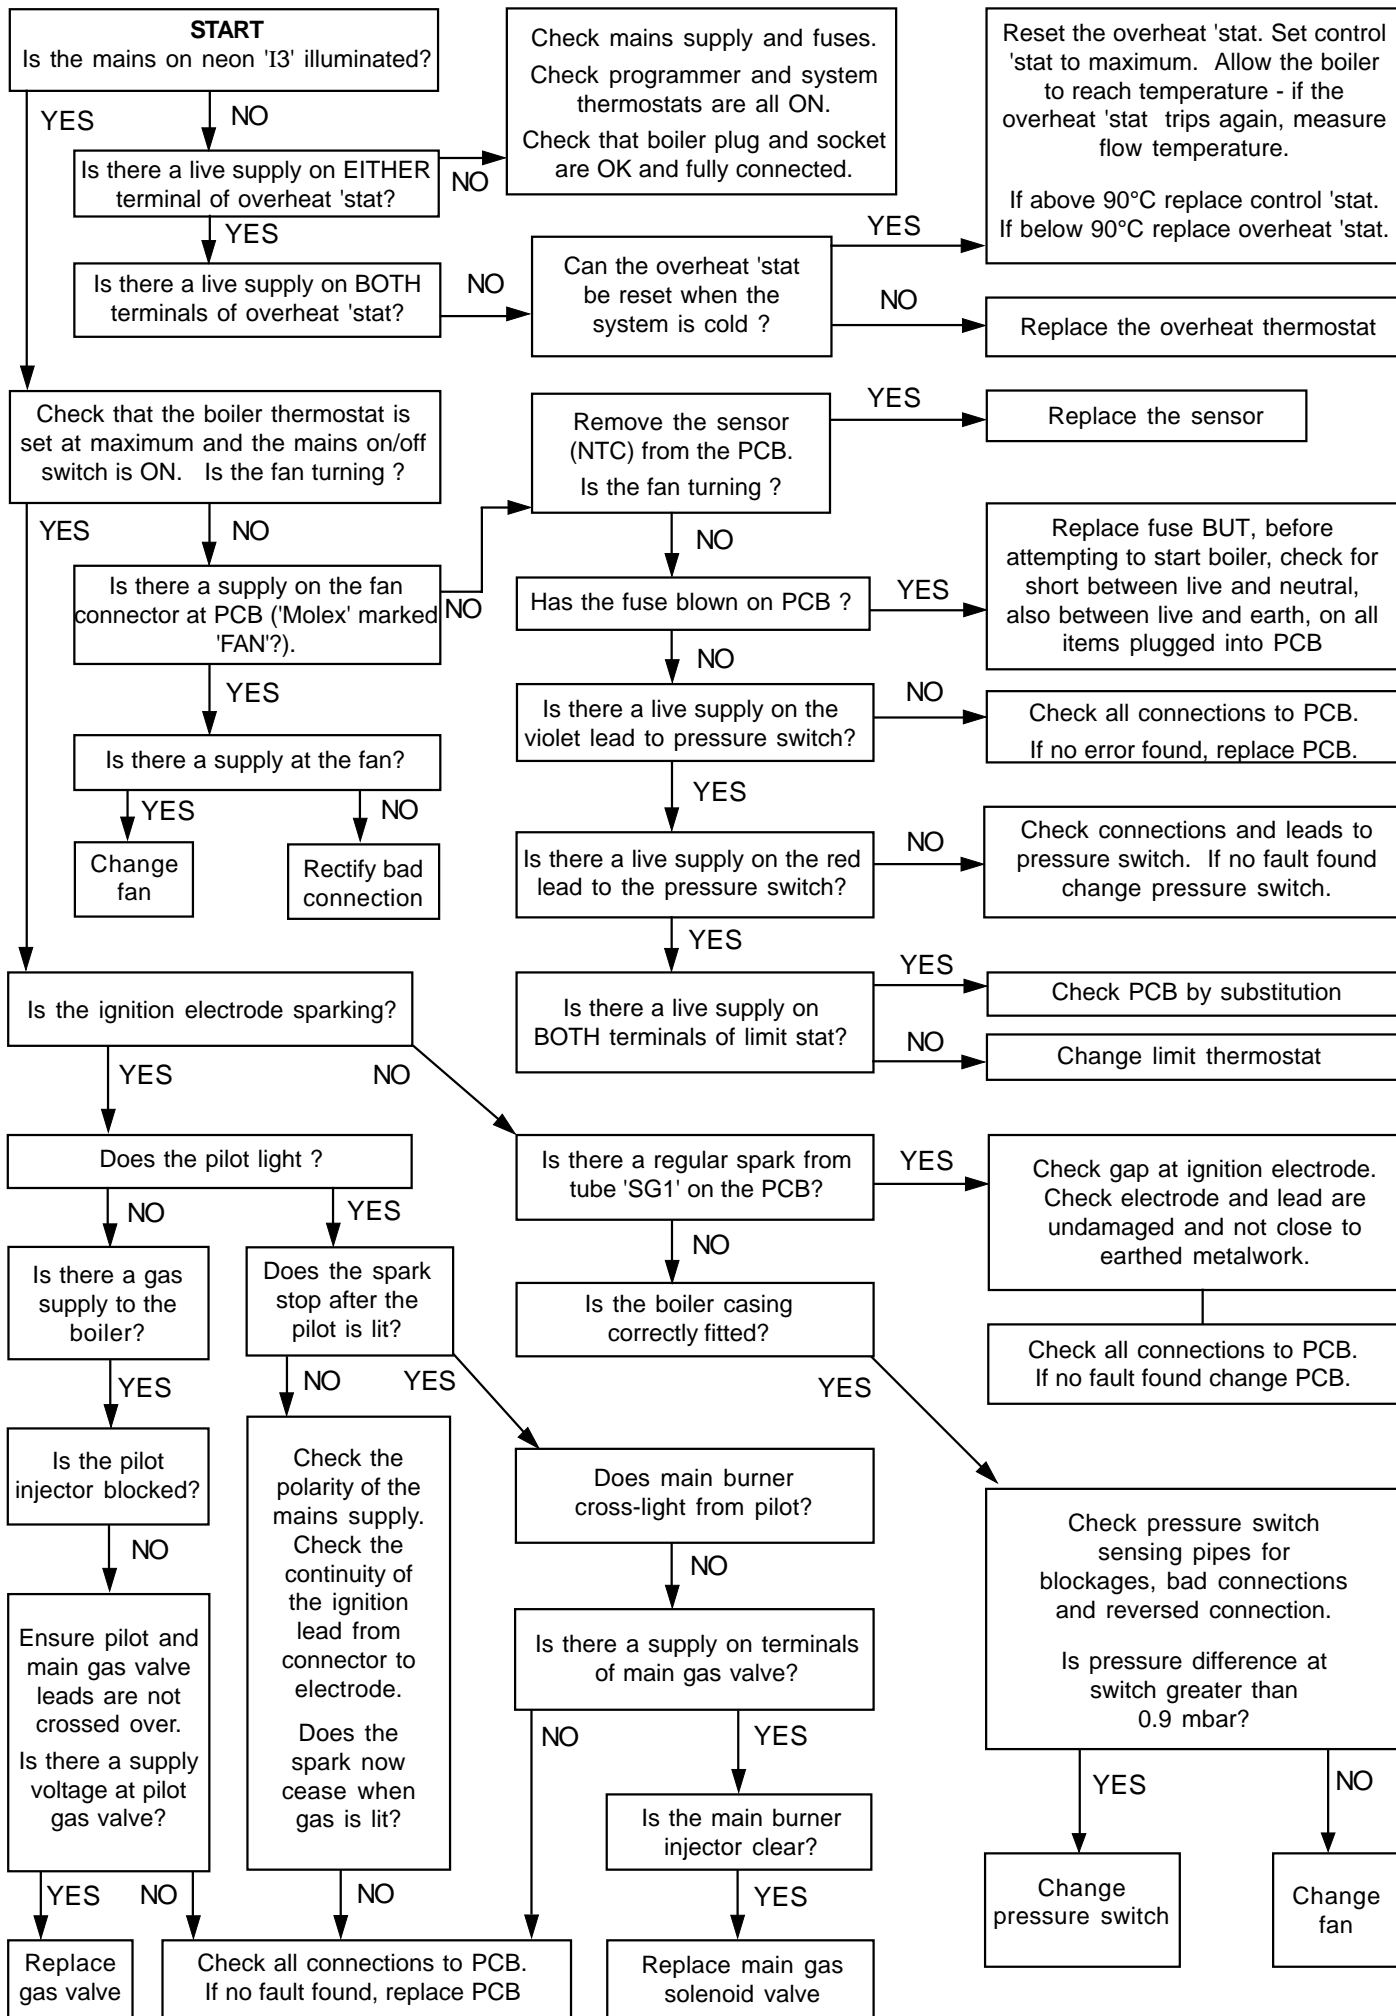 START
Is the mains on neon 'I3' illuminated?
YES
NO
Is there a live supply on EITHER
terminal of overheat 'stat?
NO
Check mains supply and fuses.
Check programmer and system
thermostats are all ON.
Check that boiler plug and socket
are OK and fully connected.
YES
Is there a live supply on BOTH
terminals of overheat 'stat?
NO
Can the overheat 'stat
be reset when the
system is cold ?
YES
Reset the overheat 'stat. Set control
'stat to maximum. Allow the boiler
to reach temperature - if the
overheat 'stat trips again, measure
flow temperature.
If above 90°C replace control 'stat.
If below 90°C replace overheat 'stat.
NO
Replace the overheat thermostat
Check that the boiler thermostat is
set at maximum and the mains on/off
switch is ON. Is the fan turning ?
YES
NO
Is there a supply on the fan
connector at PCB ('Molex' marked
'FAN'?).
NO
Remove the sensor
(NTC) from the PCB.
Is the fan turning ?
YES
Replace the sensor
NO
Has the fuse blown on PCB ?
YES
Replace fuse BUT, before
attempting to start boiler, check for
short between live and neutral,
also between live and earth, on all
items plugged into PCB
NO
Is there a live supply on the
violet lead to pressure switch?
NO
Check all connections to PCB.
If no error found, replace PCB.
YES
Is there a supply at the fan?
YES
Change
fan
NO
Rectify bad
connection
YES
Is there a live supply on the red
lead to the pressure switch?
NO
Check connections and leads to
pressure switch. If no fault found
change pressure switch.
YES
Is there a live supply on
BOTH terminals of limit stat?
YES
Check PCB by substitution
NO
Change limit thermostat
Is the ignition electrode sparking?
YES
NO
Does the pilot light ?
NO
YES
Is there a regular spark from
tube 'SG1' on the PCB?
YES
Check gap at ignition electrode.
Check electrode and lead are
undamaged and not close to
earthed metalwork.
Check all connections to PCB.
If no fault found change PCB.
NO
Is the boiler casing
correctly fitted?
YES
Is there a gas
supply to the
boiler?
YES
Is the pilot
injector blocked?
NO
Ensure pilot and
main gas valve
leads are not
crossed over.
Is there a supply
voltage at pilot
gas valve?
YES
NO
Replace
gas valve
Does the spark
stop after the
pilot is lit?
NO
YES
Check the
polarity of the
mains supply.
Check the
continuity of
the ignition
lead from
connector to
electrode.
Does the
spark now
cease when
gas is lit?
NO
Check all connections to PCB.
If no fault found, replace PCB
Does main burner
cross-light from pilot?
NO
Is there a supply on terminals
of main gas valve?
NO
YES
Is the main burner
injector clear?
YES
Replace main gas
solenoid valve
Check pressure switch
sensing pipes for
blockages, bad connections
and reversed connection.
Is pressure difference at
switch greater than
0.9 mbar?
YES
NO
Change
pressure switch
Change
fan